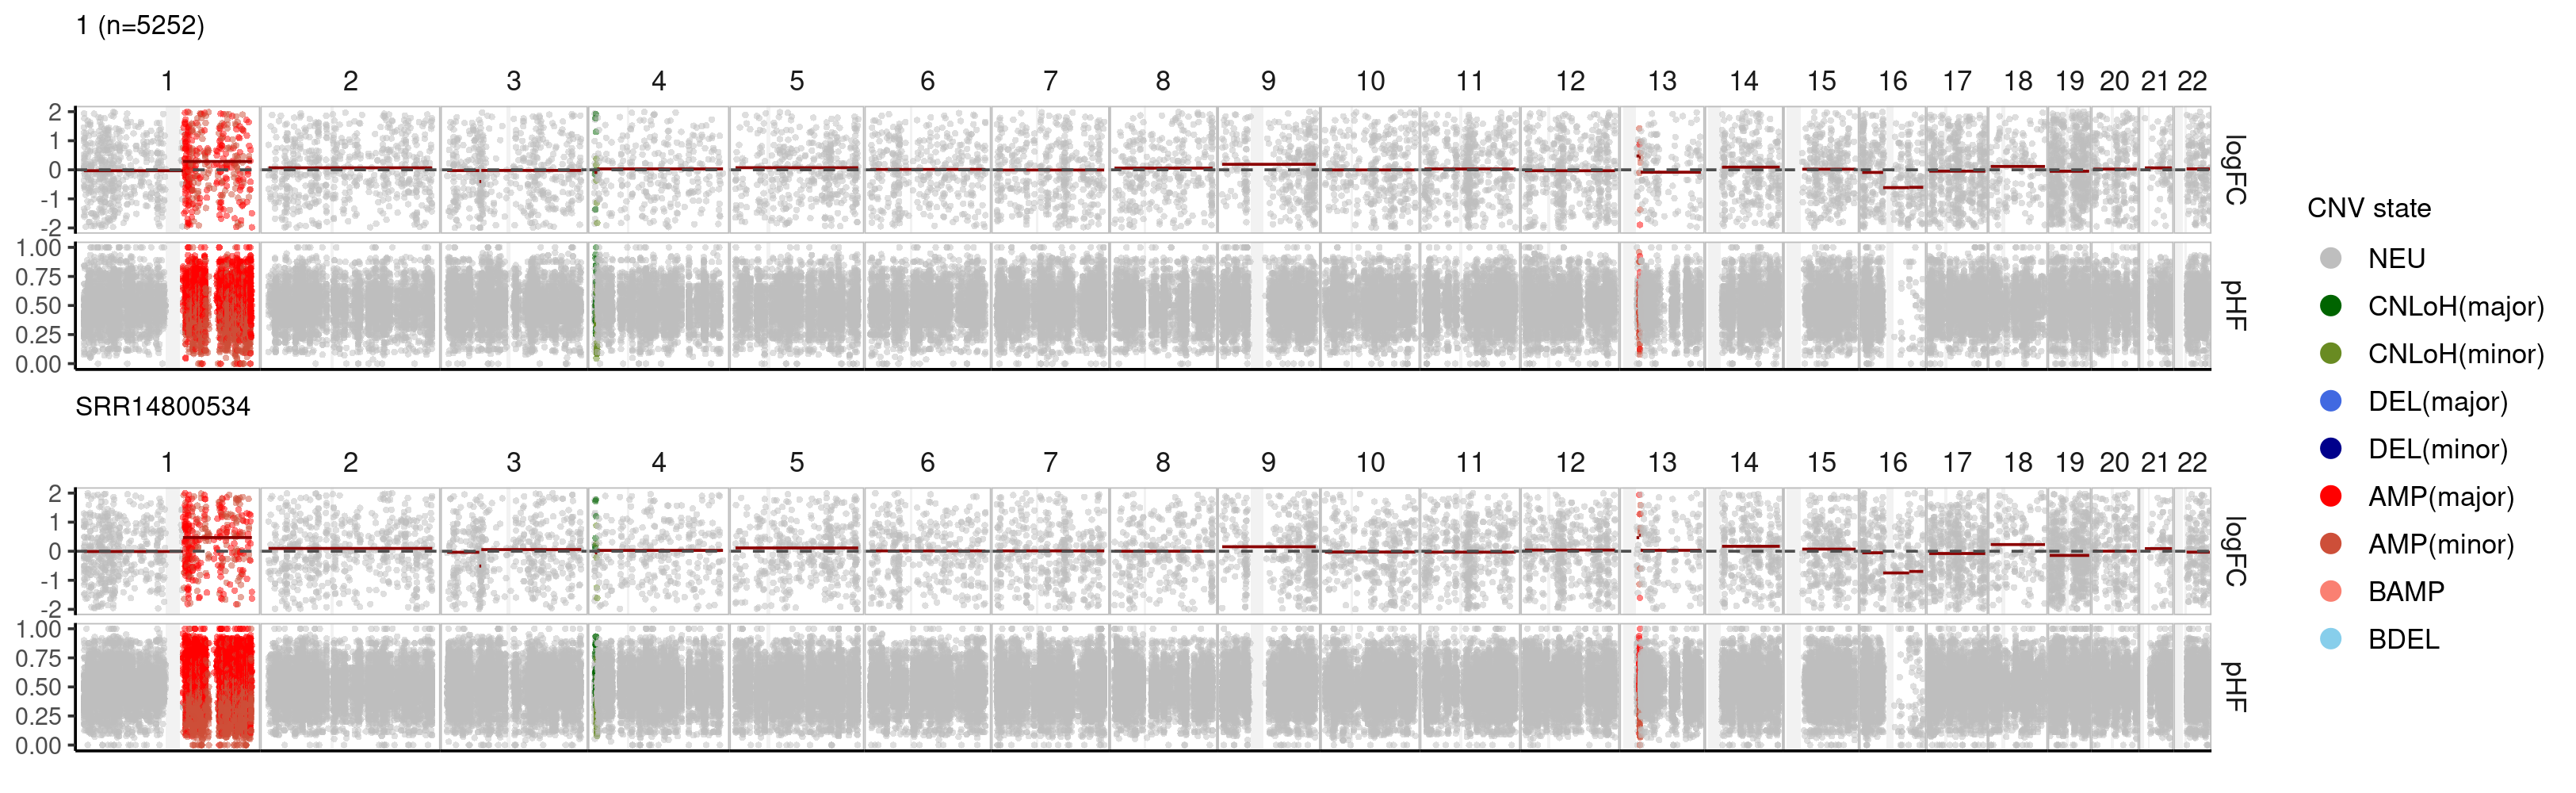 1 (n=5252)
1 2 3 4 5 6 7 8 9 10 11 12 13 14 15 16 17 18 19 20 21 22
2
1
0
-1
-2
logFC
1.00
0.75
0.50
0.25
0.00
pHF
SRR14800534
1 2 3 4 5 6 7 8 9 10 11 12 13 14 15 16 17 18 19 20 21 22
2
1
0
-1
-2
logFC
1.00
0.75
0.50
0.25
0.00
pHF
CNV state
NEU
CNLoH(major)
CNLoH(minor)
DEL(major)
DEL(minor)
AMP(major)
AMP(minor)
BAMP
BDEL